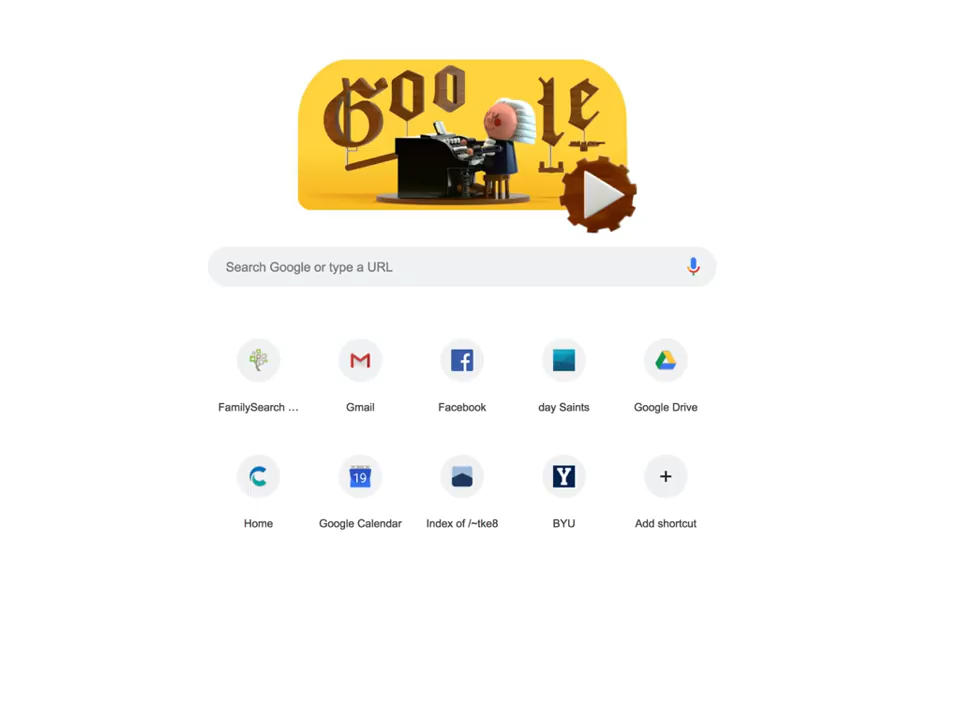 Google
Search Google or type a URL
FamilySearch ...
Gmail
Facebook
day Saints
Google Drive
19
Y
Home
Google Calendar
Index of /~tke8
BYU
Add shortcut